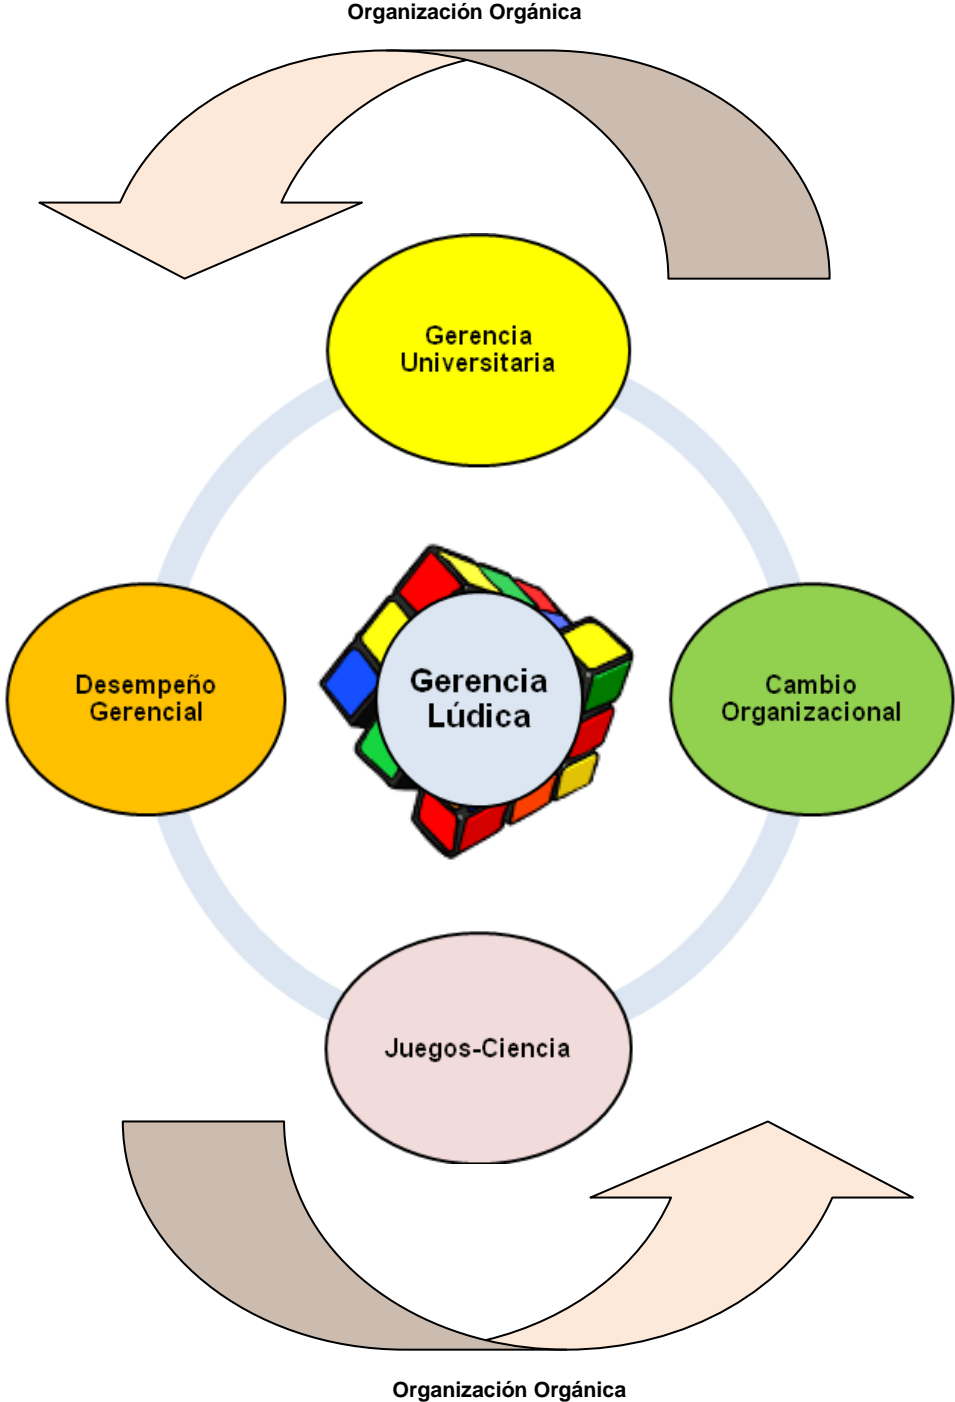 Organización Orgánica
Gerencia
Universitaria
Desempeño
Gerencial
Gerencia
Lúdica
Cambio
Organizacional
Juegos-Ciencia
Organización Orgánica